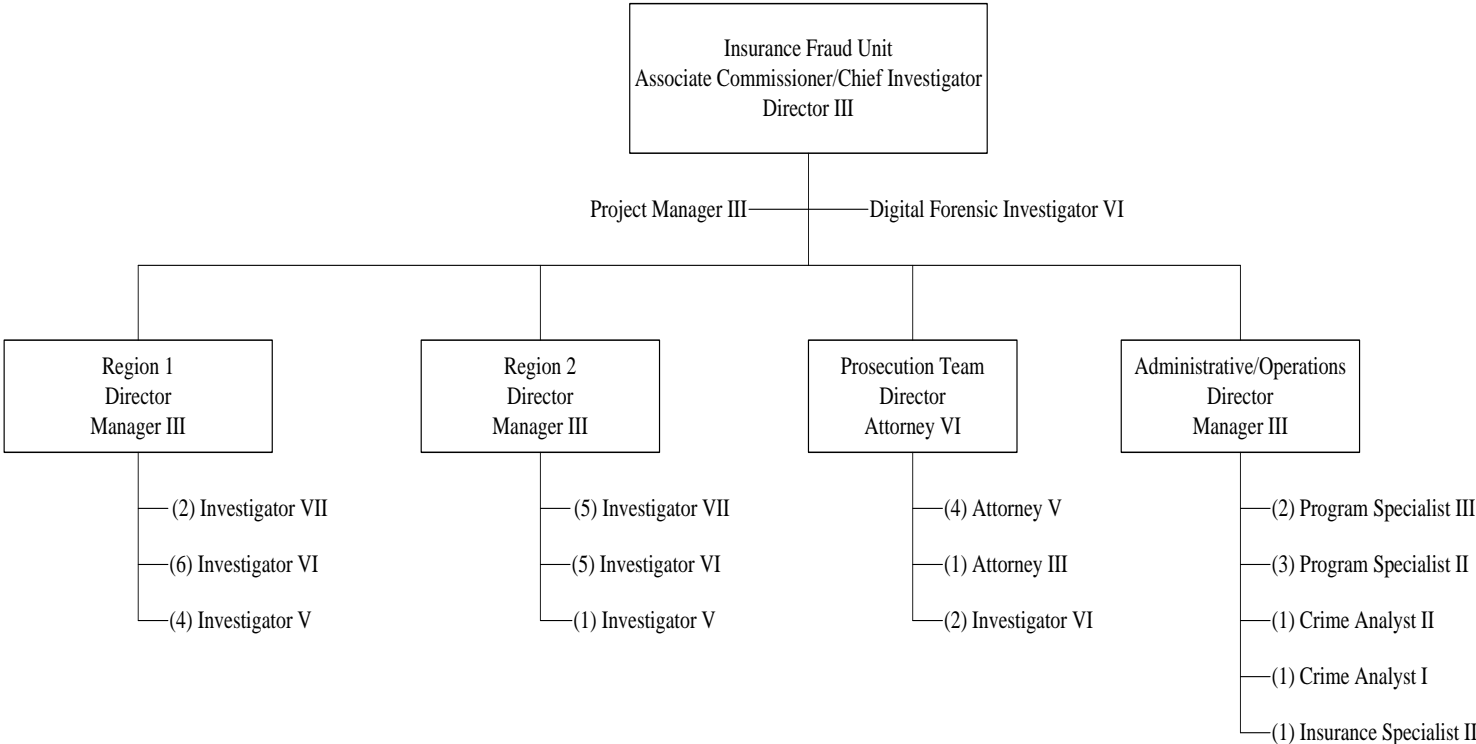 Insurance Fraud Unit
Associate Commissioner/Chief Investigator
Director III
Project Manager III
Digital Forensic Investigator VI
Region 1
Director
Manager III
(2) Investigator VII
(6) Investigator VI
(4) Investigator V
Region 2
Director
Manager III
(5) Investigator VII
(5) Investigator VI
(1) Investigator V
Prosecution Team
Director
Attorney VI
(4) Attorney V
(1) Attorney III
(2) Investigator VI
Administrative/Operations
Director
Manager III
(2) Program Specialist III
(3) Program Specialist II
(1) Crime Analyst II
(1) Crime Analyst I
(1) Insurance Specialist II